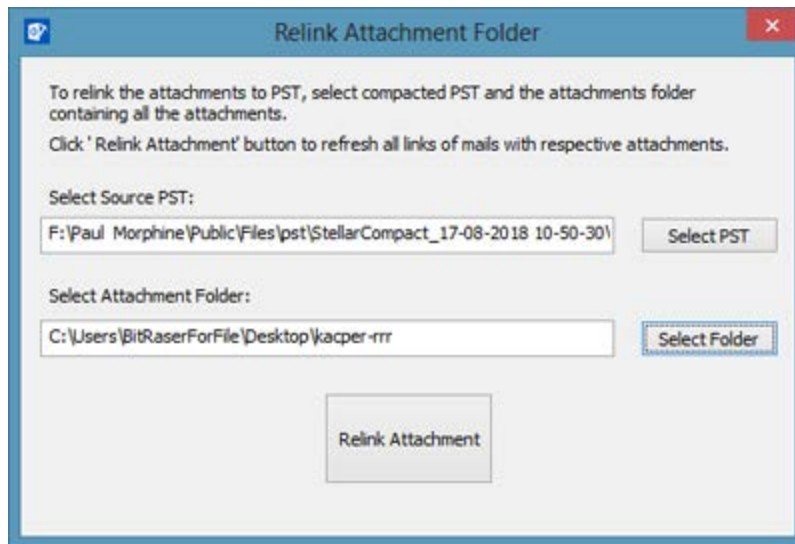 Relink Attachment Folder
To relink the attachments to PST, select compacted PST and the attachments folder
containing all the attachments.
Click ' Relink Attachment' button to refresh all links of mails with respective attachments.
Select Source PST:
F:\Paul Morphine\Public\Files\pst\StellarCompact_17-08-2018 10-50-30\
Select PST
Select Attachment Folder:
C:\Users\BitRaserForFile\Desktop\kacper-rrr
Select Folder
Relink Attachment